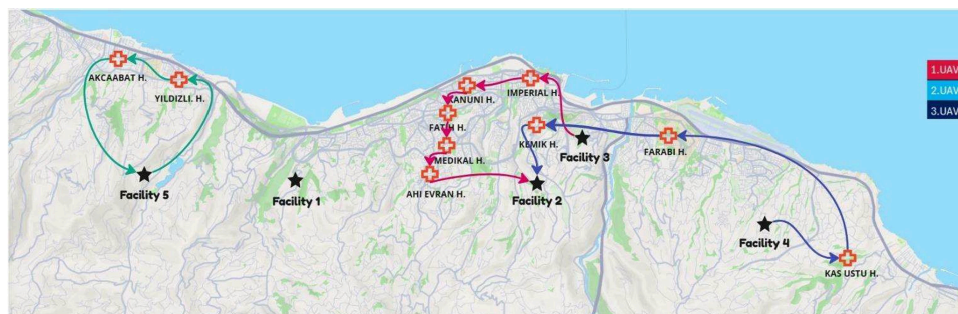 1.UAV
2.UAV
3.UAV
AKCAABAT H.
YILDIZLI. H.
KANUNI H.
IMPERIAL H.
FATIH H.
KEMIK H.
MEDIKAL H.
Facility 3
FARABI H.
AHI EVRAN H.
Facility 5
Facility 1
Facility 2
Facility 4
KAS USTU H.